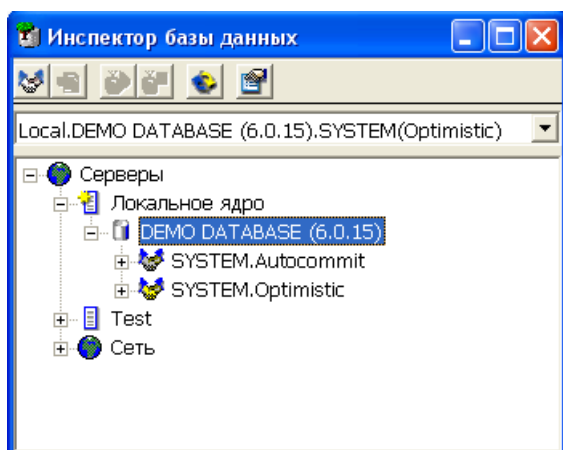 Инспектор базы данных
Local.DEMO DATABASE (6.0.15).SYSTEM(Optimistic)
Серверы
Локальное ядро
DEMO DATABASE (6.0.15)
SYSTEM.Autocommit
SYSTEM.Optimistic
Test
Сеть